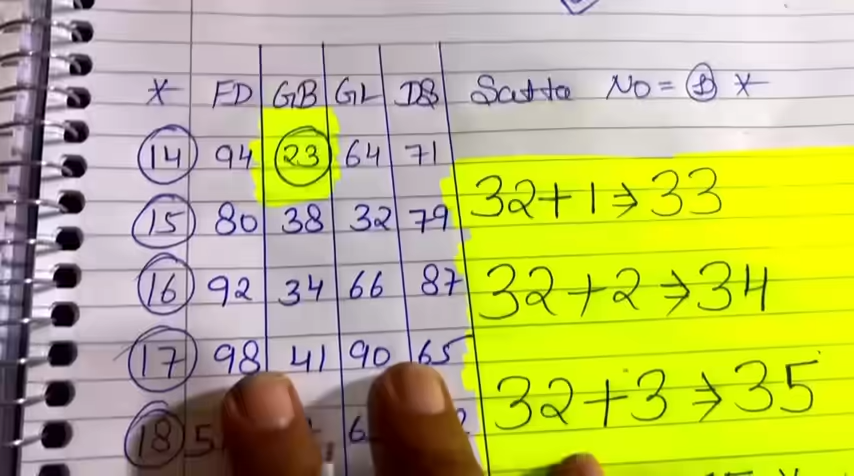 * FD GB GL DS Satta No = B *
14 94 23 64 71
32+1⇒33
15 80 38 32 79
16 92 34 66 87
32+2⇒34
17 98 41 90 65
32+3⇒35
18 5